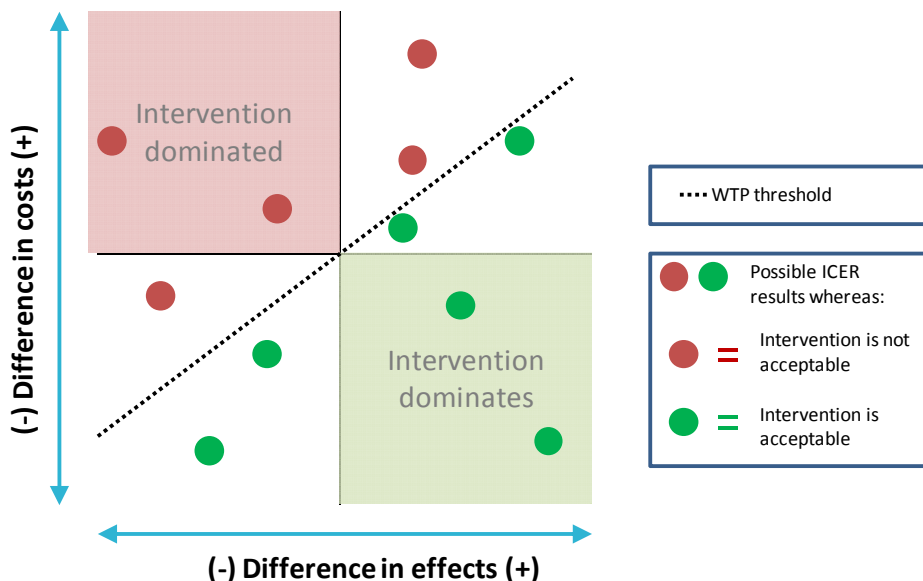 Intervention
dominated
(-) Difference in costs (+)
Intervention
dominates
(-) Difference in effects (+)
WTP threshold
Possible ICER
results whereas:
= Intervention is not
acceptable
= Intervention is
acceptable